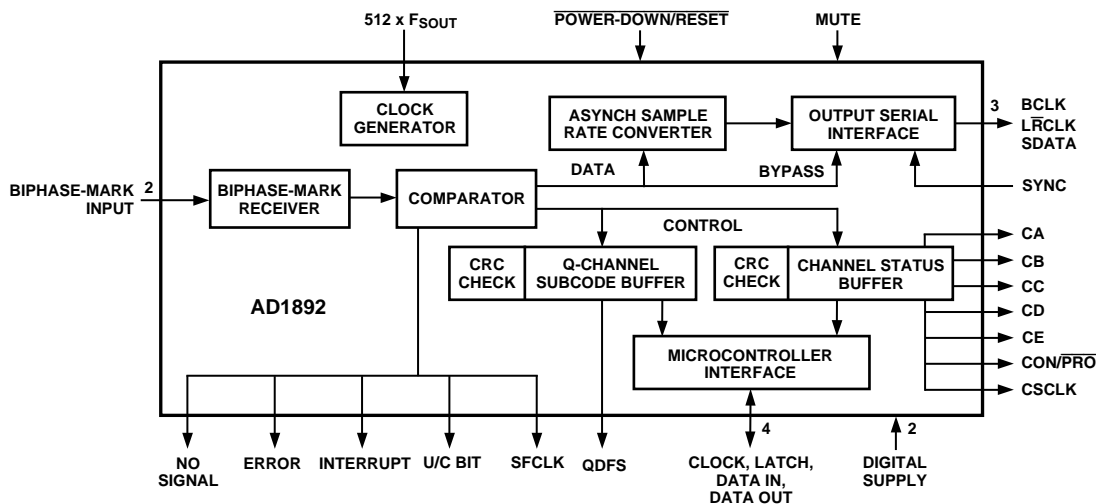 512 x FSOUT
POWER-DOWN/RESET
MUTE
CLOCK
GENERATOR
ASYNCH SAMPLE
RATE CONVERTER
OUTPUT SERIAL
INTERFACE
3
BCLK
LRCLK
SDATA
DATA
BYPASS
BIPHASE-MARK
INPUT
2
BIPHASE-MARK
RECEIVER
COMPARATOR
SYNC
CONTROL
CRC
CHECK
Q-CHANNEL
SUBCODE BUFFER
CRC
CHECK
CHANNEL STATUS
BUFFER
CA
CB
CC
CD
CE
CON/PRO
CSCLK
AD1892
MICROCONTROLLER
INTERFACE
4
2
NO
SIGNAL
ERROR
INTERRUPT
U/C BIT
SFCLK
QDFS
CLOCK, LATCH,
DATA IN,
DATA OUT
DIGITAL
SUPPLY